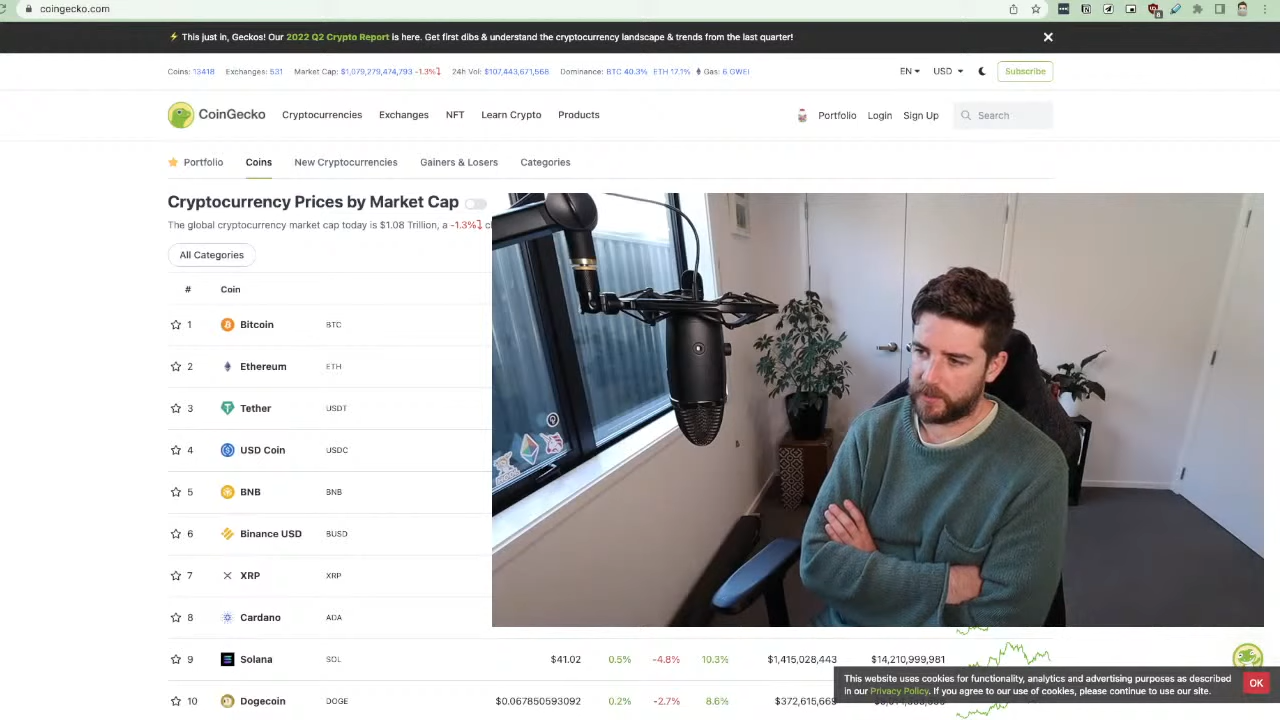 coingecko.com
⚡ This just in, Geckos! Our 2022 Q2 Crypto Report is here. Get first dibs & understand the cryptocurrency landscape & trends from the last quarter!
Coins: 13418 Exchanges: 531 Market Cap: $1,079,279,474,793 -1.3% 24h Vol: $107,443,671,568 Dominance: BTC 40.3% ETH 17.1% Gas: 6 GWEI EN USD Subscribe
CoinGecko Cryptocurrencies Exchanges NFT Learn Crypto Products Portfolio Login Sign Up Search
Portfolio Coins New Cryptocurrencies Gainers & Losers Categories
Cryptocurrency Prices by Market Cap
The global cryptocurrency market cap today is $1.08 Trillion, a -1.3%
All Categories
# Coin
1 Bitcoin BTC
2 Ethereum ETH
3 Tether USDT
4 USD Coin USDC
5 BNB BNB
6 Binance USD BUSD
7 XRP XRP
8 Cardano ADA
9 Solana SOL $41.02 0.5% -4.8% 10.3% $1,415,028,443 $14,210,999,981
10 Dogecoin DOGE $0.067850593092 0.2% -2.7% 8.6%
This website uses cookies for functionality, analytics and advertising purposes as described
in our Privacy Policy. If you agree to our use of cookies, please continue to use our site.
OK